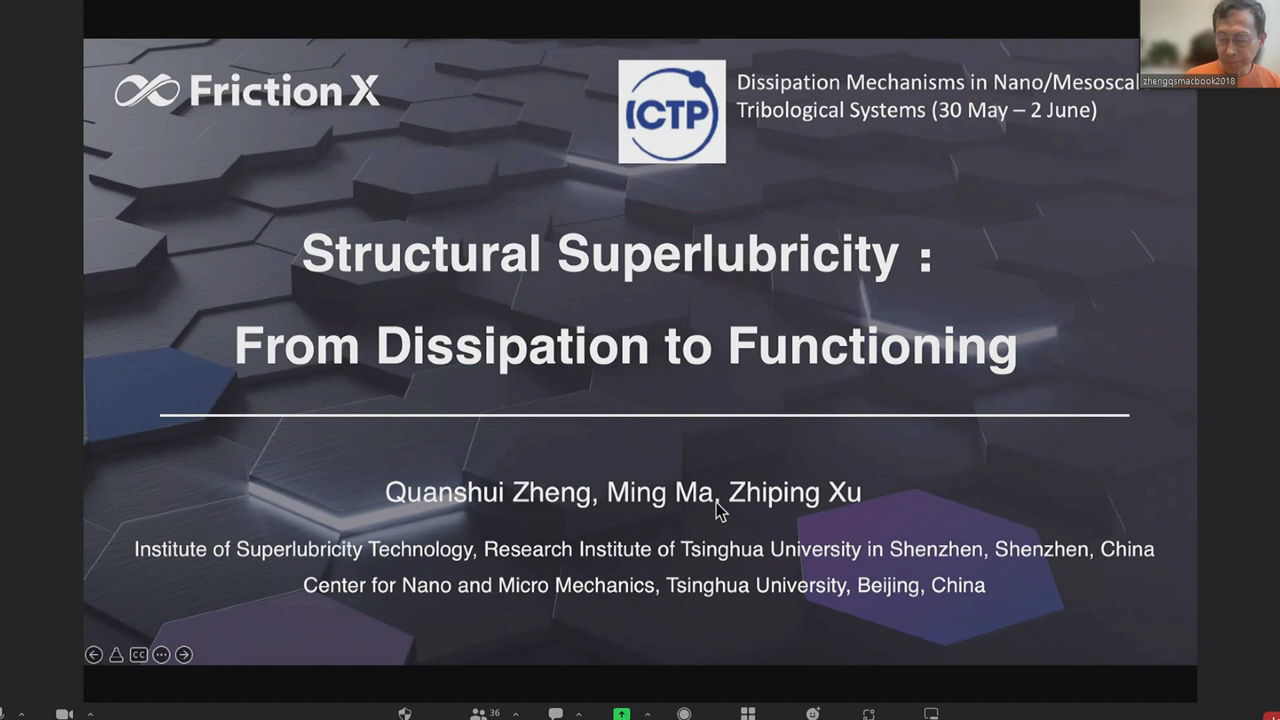 Friction X
ICTP
Dissipation Mechanisms in Nano/Mesoscal
Tribological Systems (30 May – 2 June)
zhengqsmacbook2018
Structural Superlubricity :
From Dissipation to Functioning
Quanshui Zheng, Ming Ma, Zhiping Xu
Institute of Superlubricity Technology, Research Institute of Tsinghua University in Shenzhen, Shenzhen, China
Center for Nano and Micro Mechanics, Tsinghua University, Beijing, China
CC
36